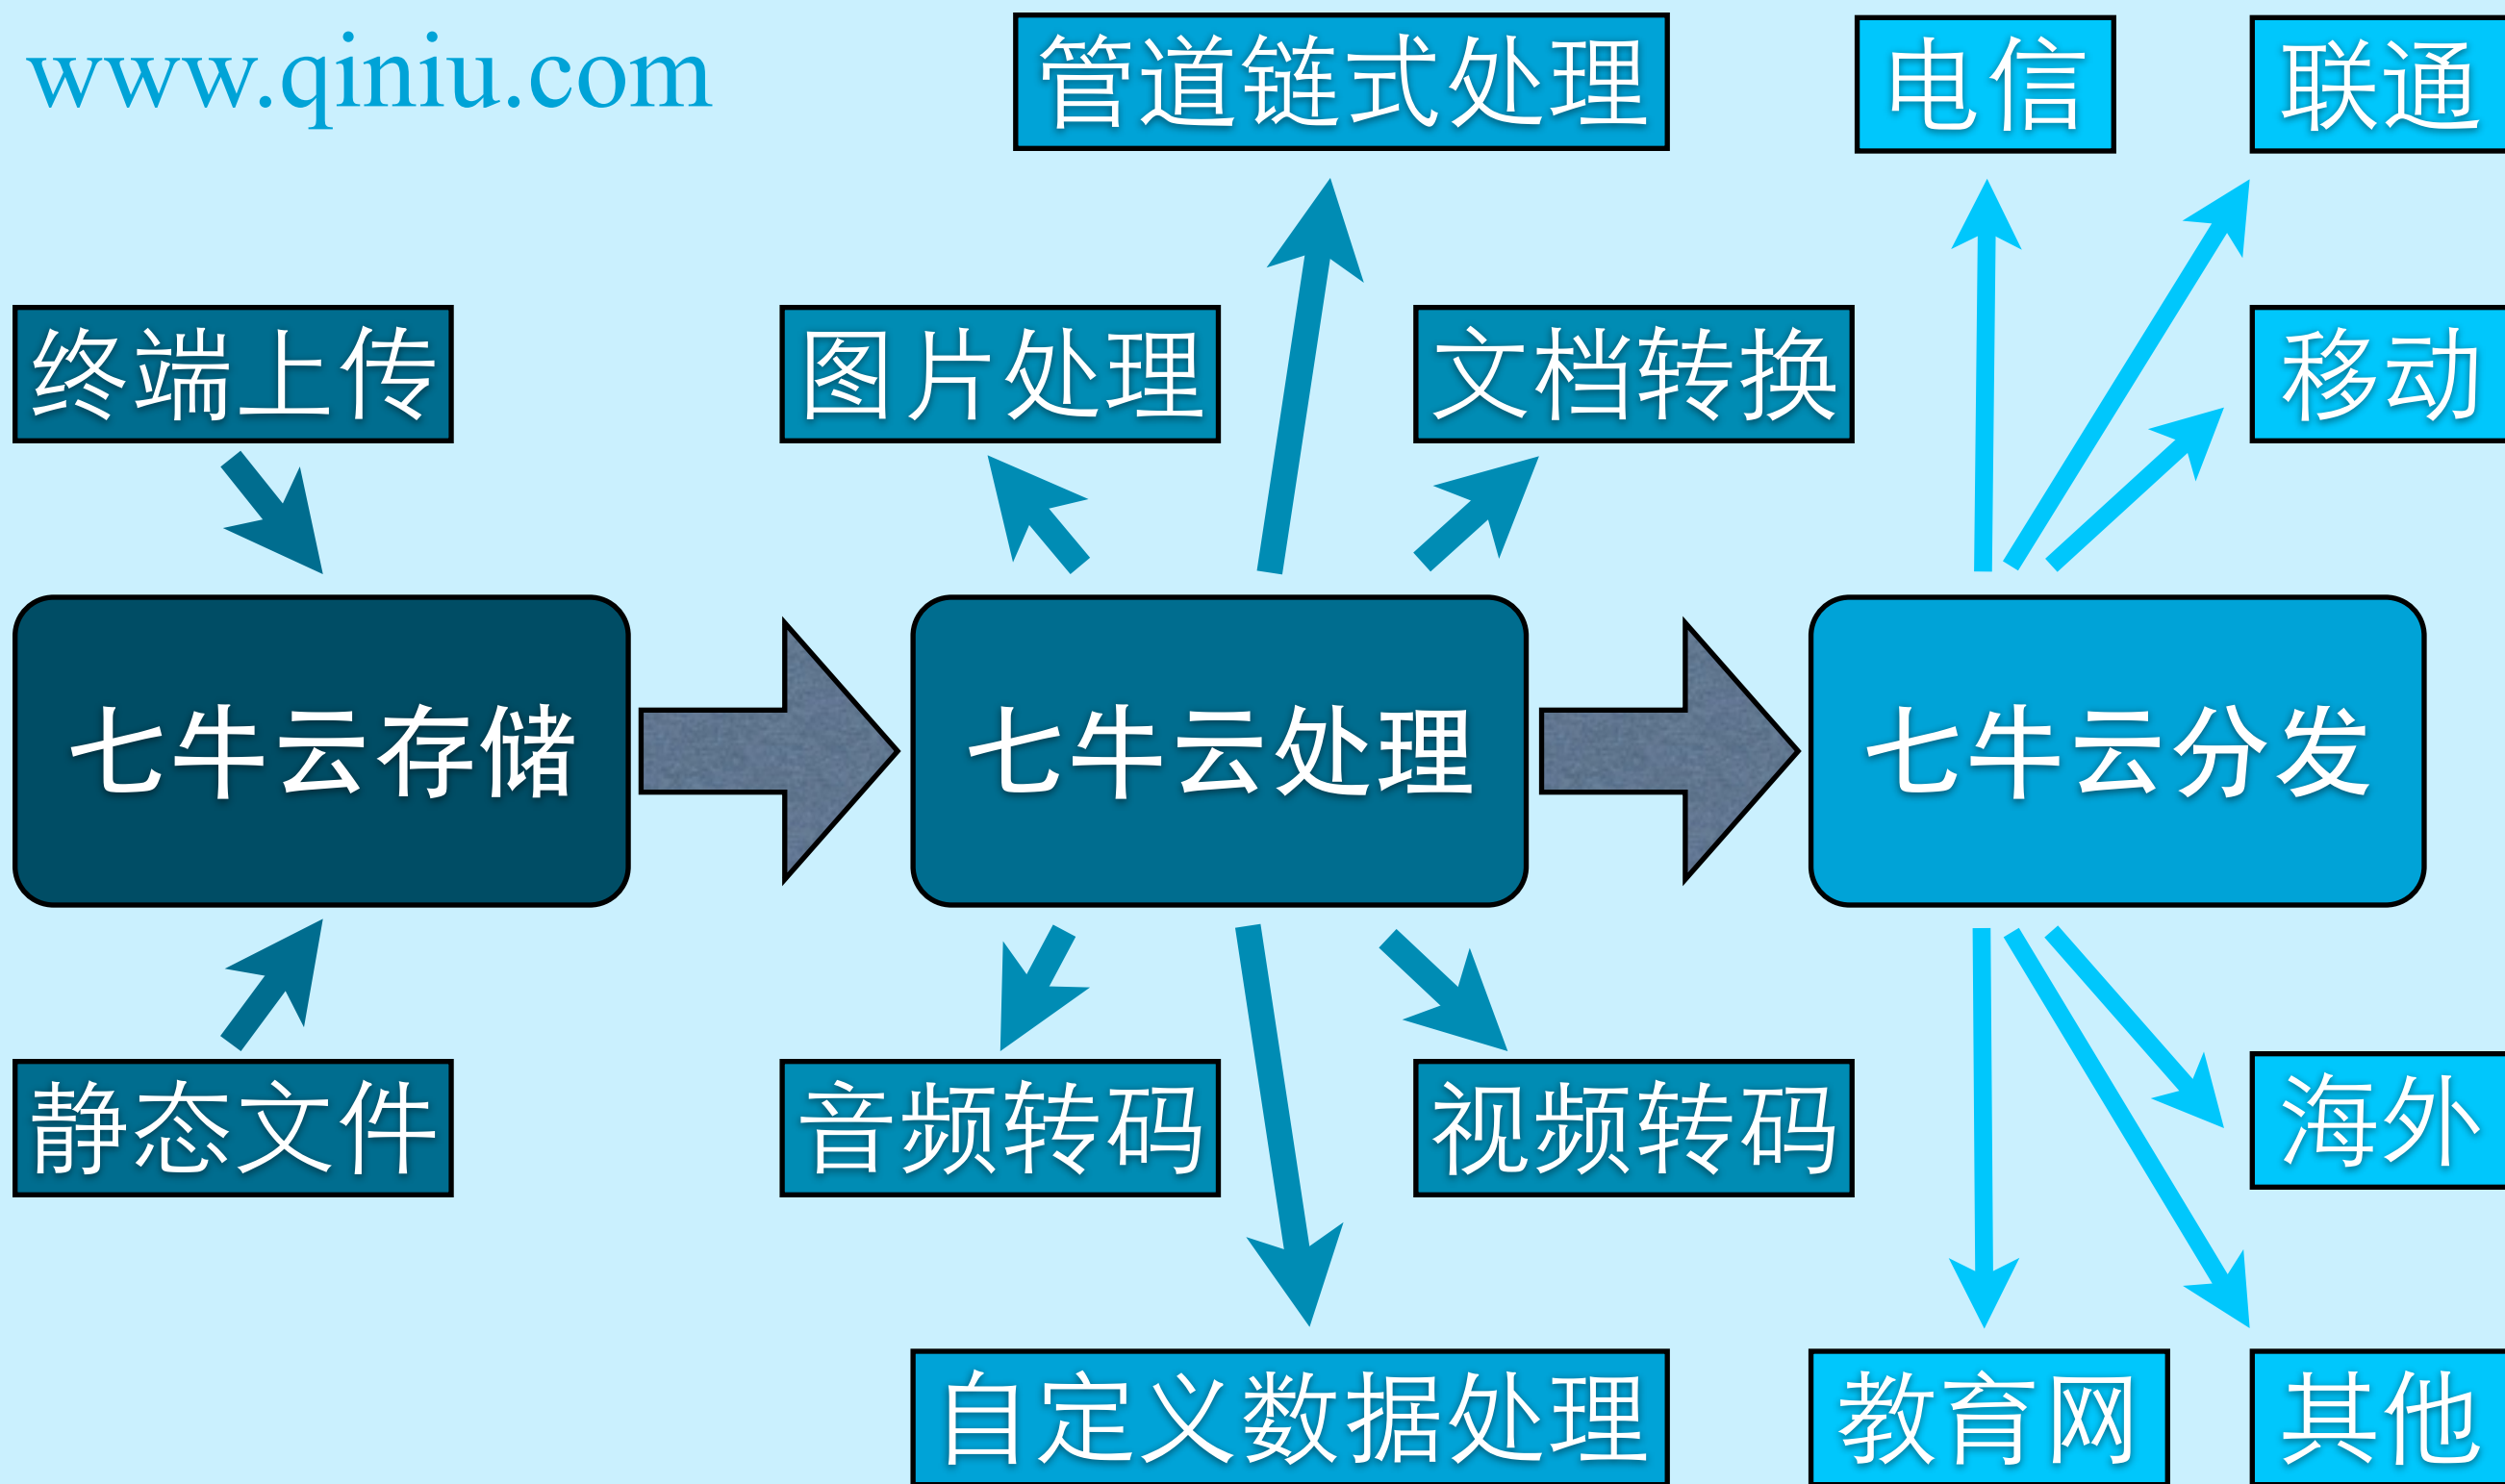 www.qiniu.com
管道链式处理
电信
联通
终端上传
图片处理
文档转换
移动
七牛云存储
七牛云处理
七牛云分发
静态文件
音频转码
视频转码
海外
自定义数据处理
教育网
其他